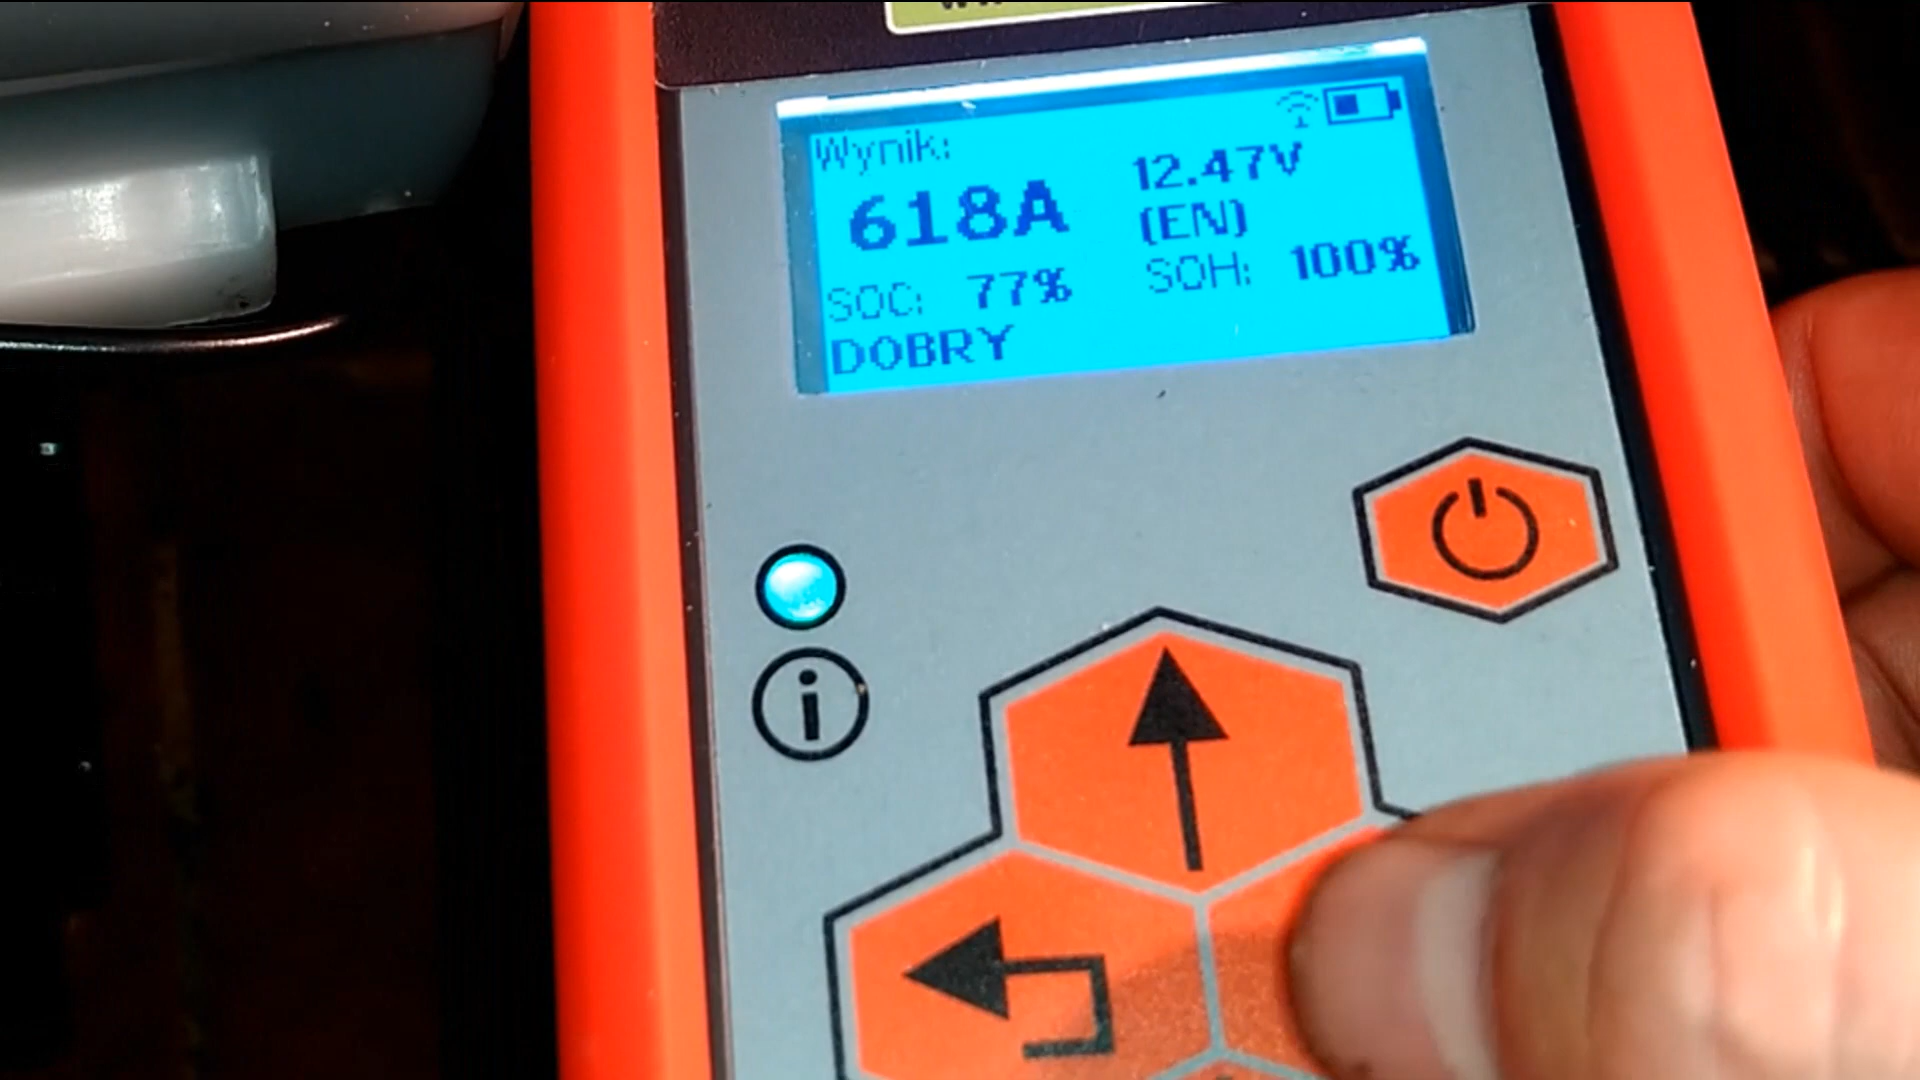 Wynik:
618A
12.47V
(EN)
SOC: 77%
SOH: 100%
DOBRY
i